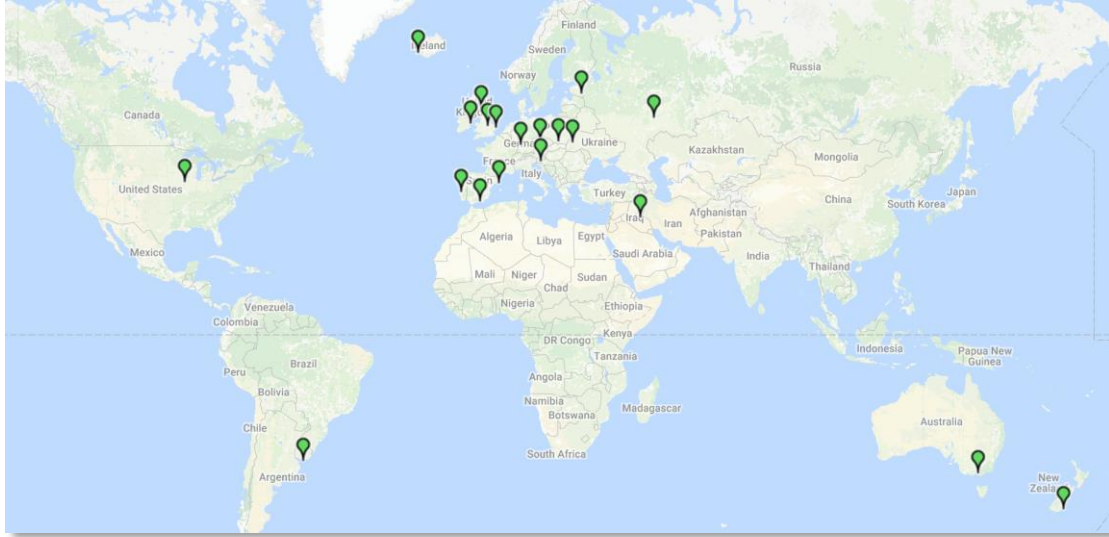 Finland
Iceland
Sweden
Russia
Norway
Canada
Ukraine
Kazakhstan
Mongolia
France
Italy
United States
Spain
Turkey
Japan
China
South Korea
Afghanistan
Iraq
Iran
Pakistan
Algeria
Libya
Egypt
Mexico
Saudi Arabia
India
Thailand
Mali
Niger
Sudan
Chad
Nigeria
Ethiopia
Venezuela
Colombia
Kenya
DR Congo
Indonesia
Papua New
Guinea
Tanzania
Brazil
Peru
Angola
Bolivia
Namibia
Botswana
Madagascar
Chile
Australia
South Africa
Argentina
New
Zealand